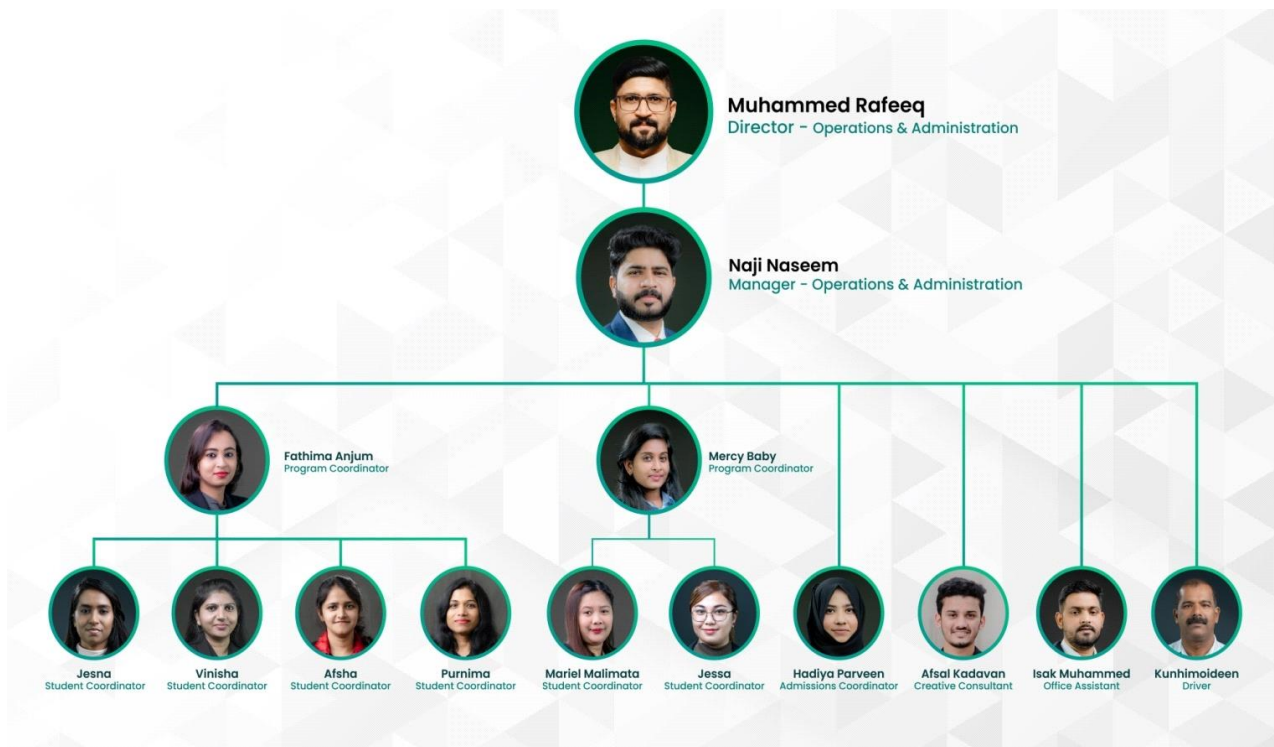 Muhammed Rafeeq
Director - Operations & Administration
Naji Naseem
Manager - Operations & Administration
Fathima Anjum
Program Coordinator
Mercy Baby
Program Coordinator
Jesna
Student Coordinator
Vinisha
Student Coordinator
Afsha
Student Coordinator
Purnima
Student Coordinator
Mariel Malimata
Student Coordinator
Jessa
Student Coordinator
Hadiya Parveen
Admissions Coordinator
Afsal Kadavan
Creative Consultant
Isak Muhammed
Office Assistant
Kunhimoideen
Driver